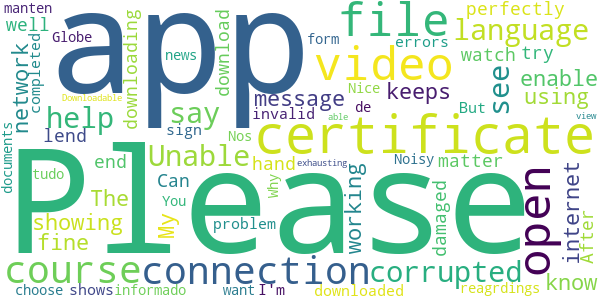 manten
well
Globe
completed
network
documents
app
news
downloading
Downloadable
download
file
form
errors
perfectly
language
watch
try
video
see
enable
message
keeps
using
invalid
Nice
de
But
able
view
help
say
sign
Nos
certificate
lend
Unable
hand
exhausting
Noisy
matter
end
Can
Why
tudo
The
You
My
showing
fine
problem
working
damaged
open
internet
After
Please
course
connection
corrupted
know
reagrdings
choose
shows
informado
want
I'm
downloaded